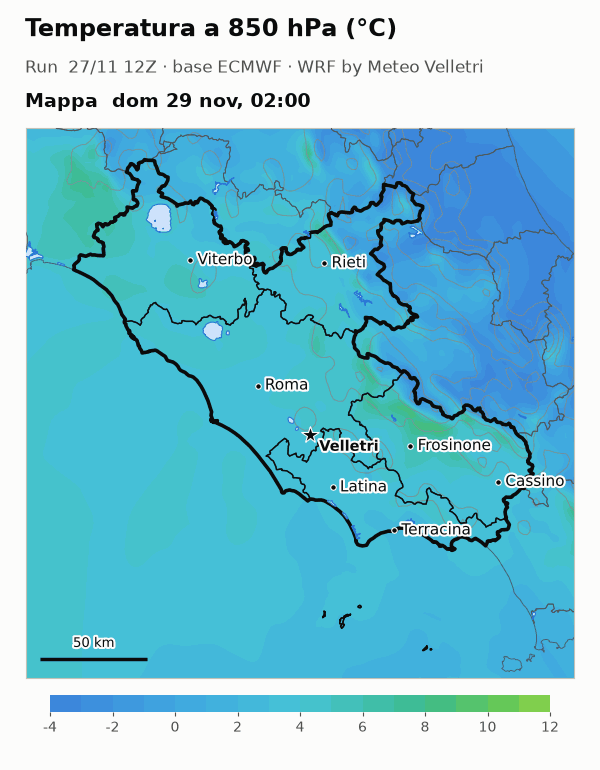 Temperatura a 850 hPa (°C)
Run  27/11 12Z · base ECMWF · WRF by Meteo Velletri
Mappa  dom 29 nov, 02:00
Viterbo
Rieti
Roma
Velletri
Frosinone
Cassino
Latina
Terracina
50 km
-4 -2 0 2 4 6 8 10 12